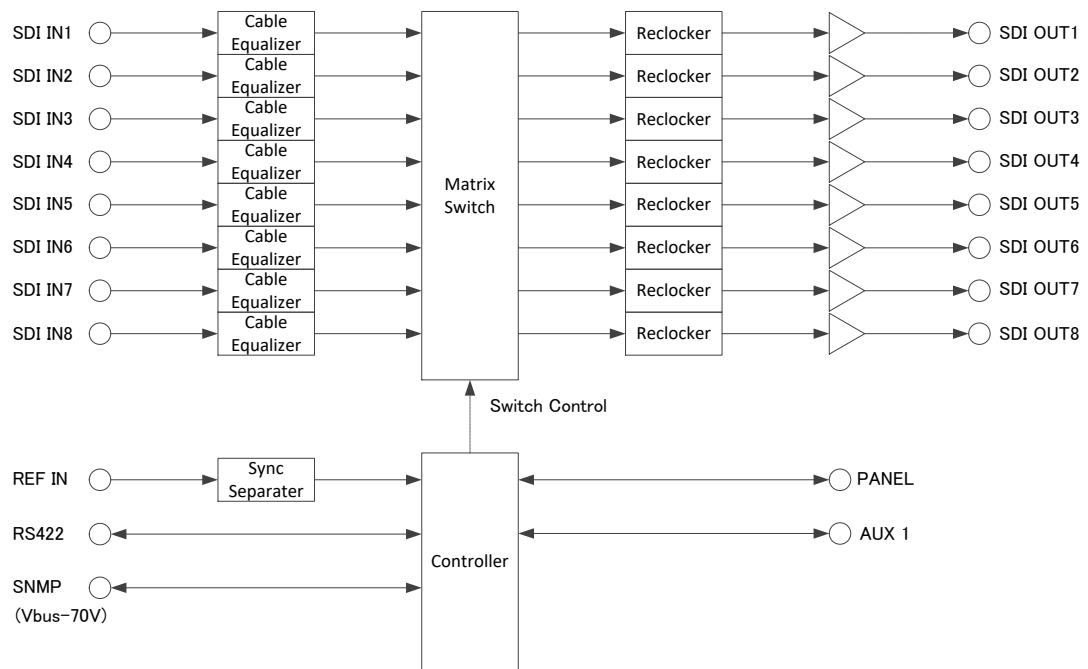 SDI IN1
Cable
Equalizer
Reclocker
SDI OUT1
SDI IN2
Cable
Equalizer
Reclocker
SDI OUT2
SDI IN3
Cable
Equalizer
Reclocker
SDI OUT3
SDI IN4
Cable
Equalizer
Reclocker
SDI OUT4
Matrix
Switch
SDI IN5
Cable
Equalizer
Reclocker
SDI OUT5
SDI IN6
Cable
Equalizer
Reclocker
SDI OUT6
SDI IN7
Cable
Equalizer
Reclocker
SDI OUT7
SDI IN8
Cable
Equalizer
Reclocker
SDI OUT8
Switch Control
REF IN
Sync
Separater
PANEL
RS422
AUX 1
Controller
SNMP
(Vbus-70V)